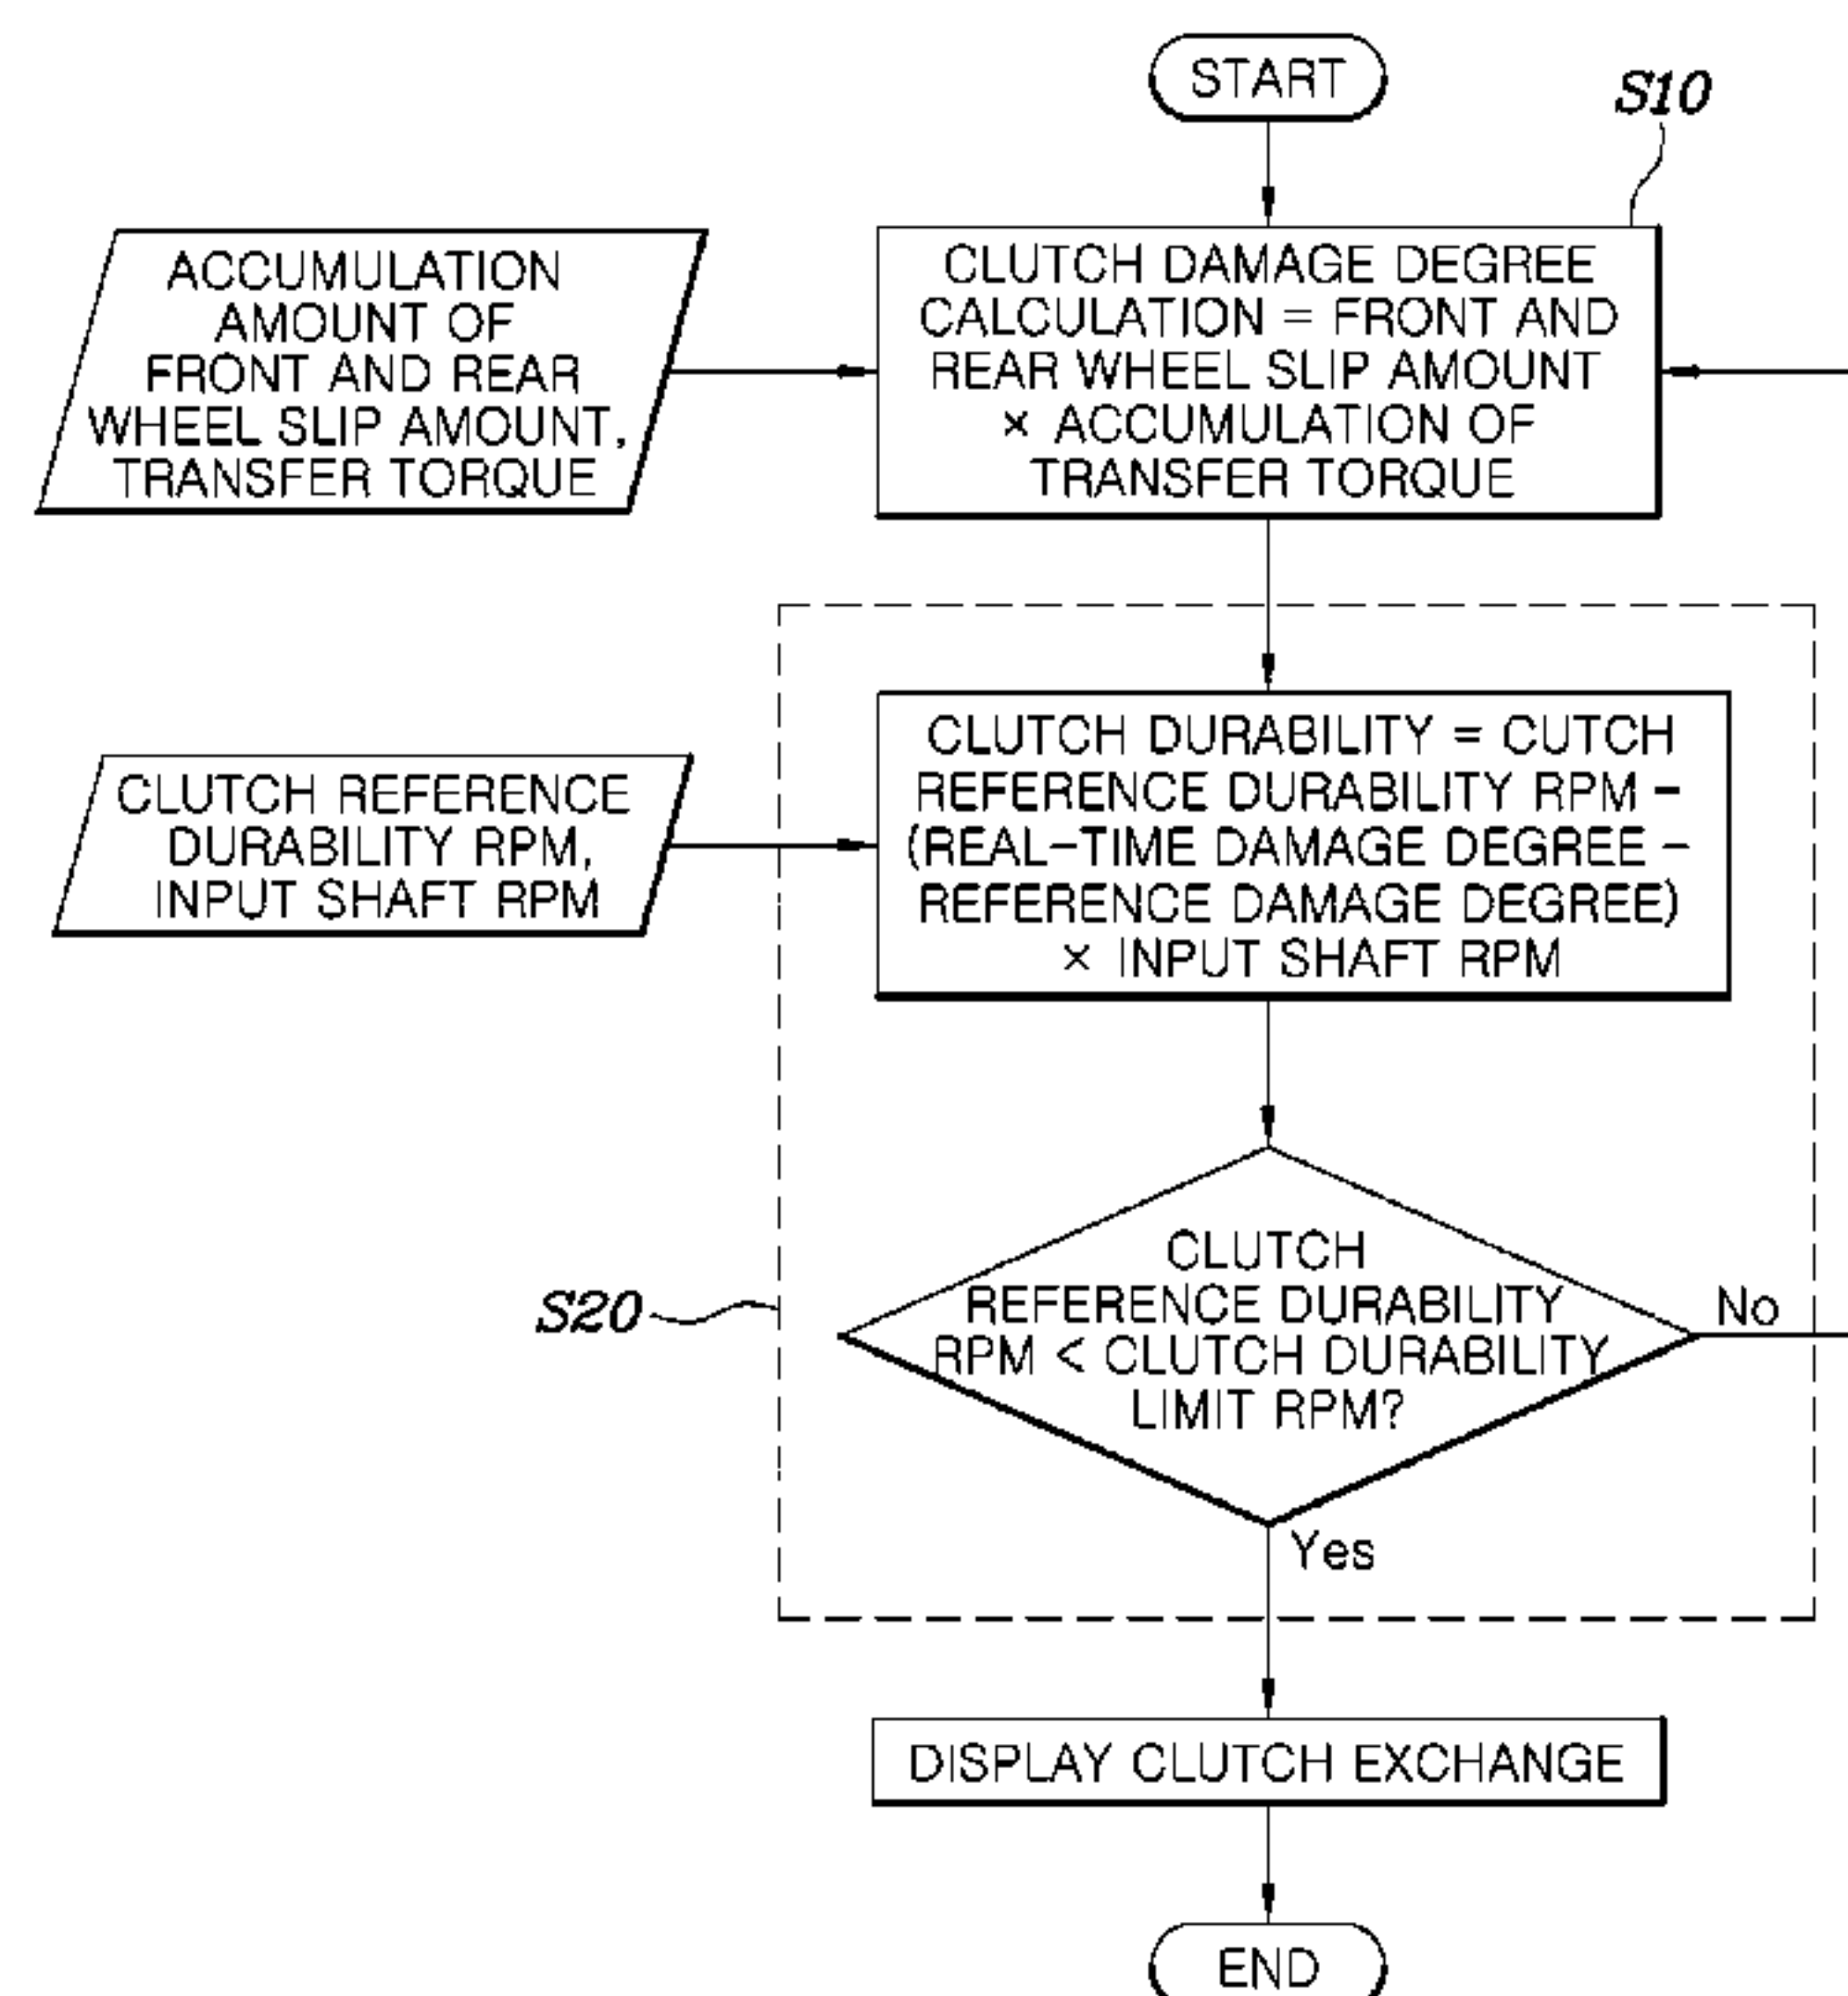 START
S10
ACCUMULATION
AMOUNT OF
FRONT AND REAR
WHEEL SLIP AMOUNT,
TRANSFER TORQUE
CLUTCH DAMAGE DEGREE
CALCULATION = FRONT AND
REAR WHEEL SLIP AMOUNT
× ACCUMULATION OF
TRANSFER TORQUE
CLUTCH REFERENCE
DURABILITY RPM,
INPUT SHAFT RPM
CLUTCH DURABILITY = CUTCH
REFERENCE DURABILITY RPM –
(REAL-TIME DAMAGE DEGREE –
REFERENCE DAMAGE DEGREE)
× INPUT SHAFT RPM
S20
CLUTCH
REFERENCE DURABILITY
RPM < CLUTCH DURABILITY
LIMIT RPM?
No
Yes
DISPLAY CLUTCH EXCHANGE
END